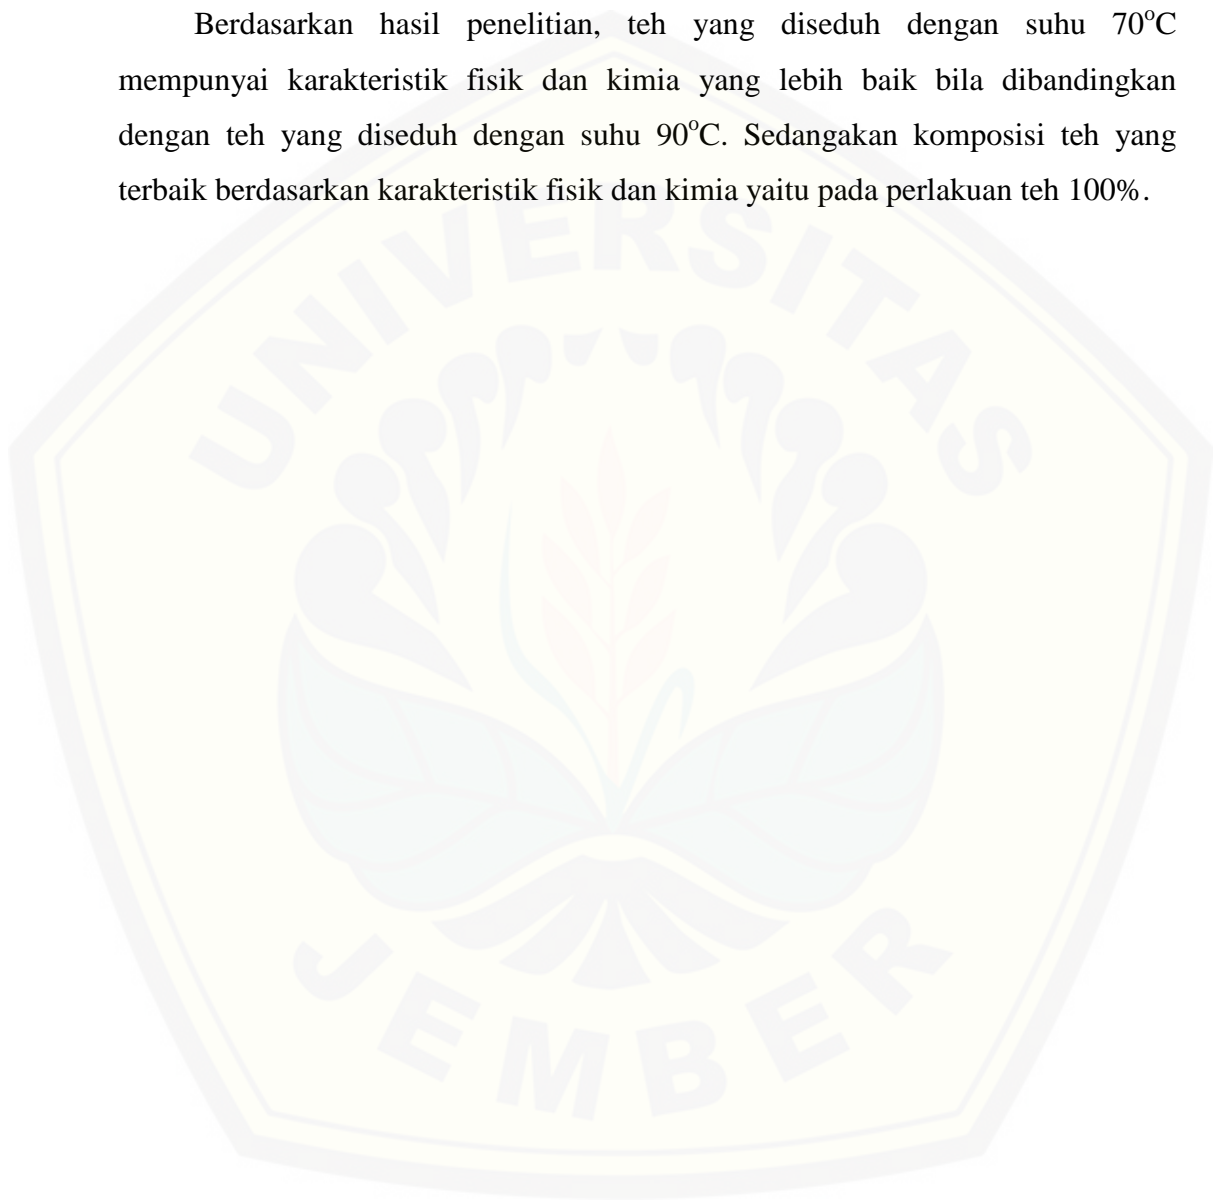 Berdasarkan hasil penelitian, teh yang diseduh dengan suhu 70°C
mempunyai karakteristik fisik dan kimia yang lebih baik bila dibandingkan
dengan teh yang diseduh dengan suhu 90°C. Sedangakan komposisi teh yang
terbaik berdasarkan karakteristik fisik dan kimia yaitu pada perlakuan teh 100%.
UNIVERSITAS
JEMBER